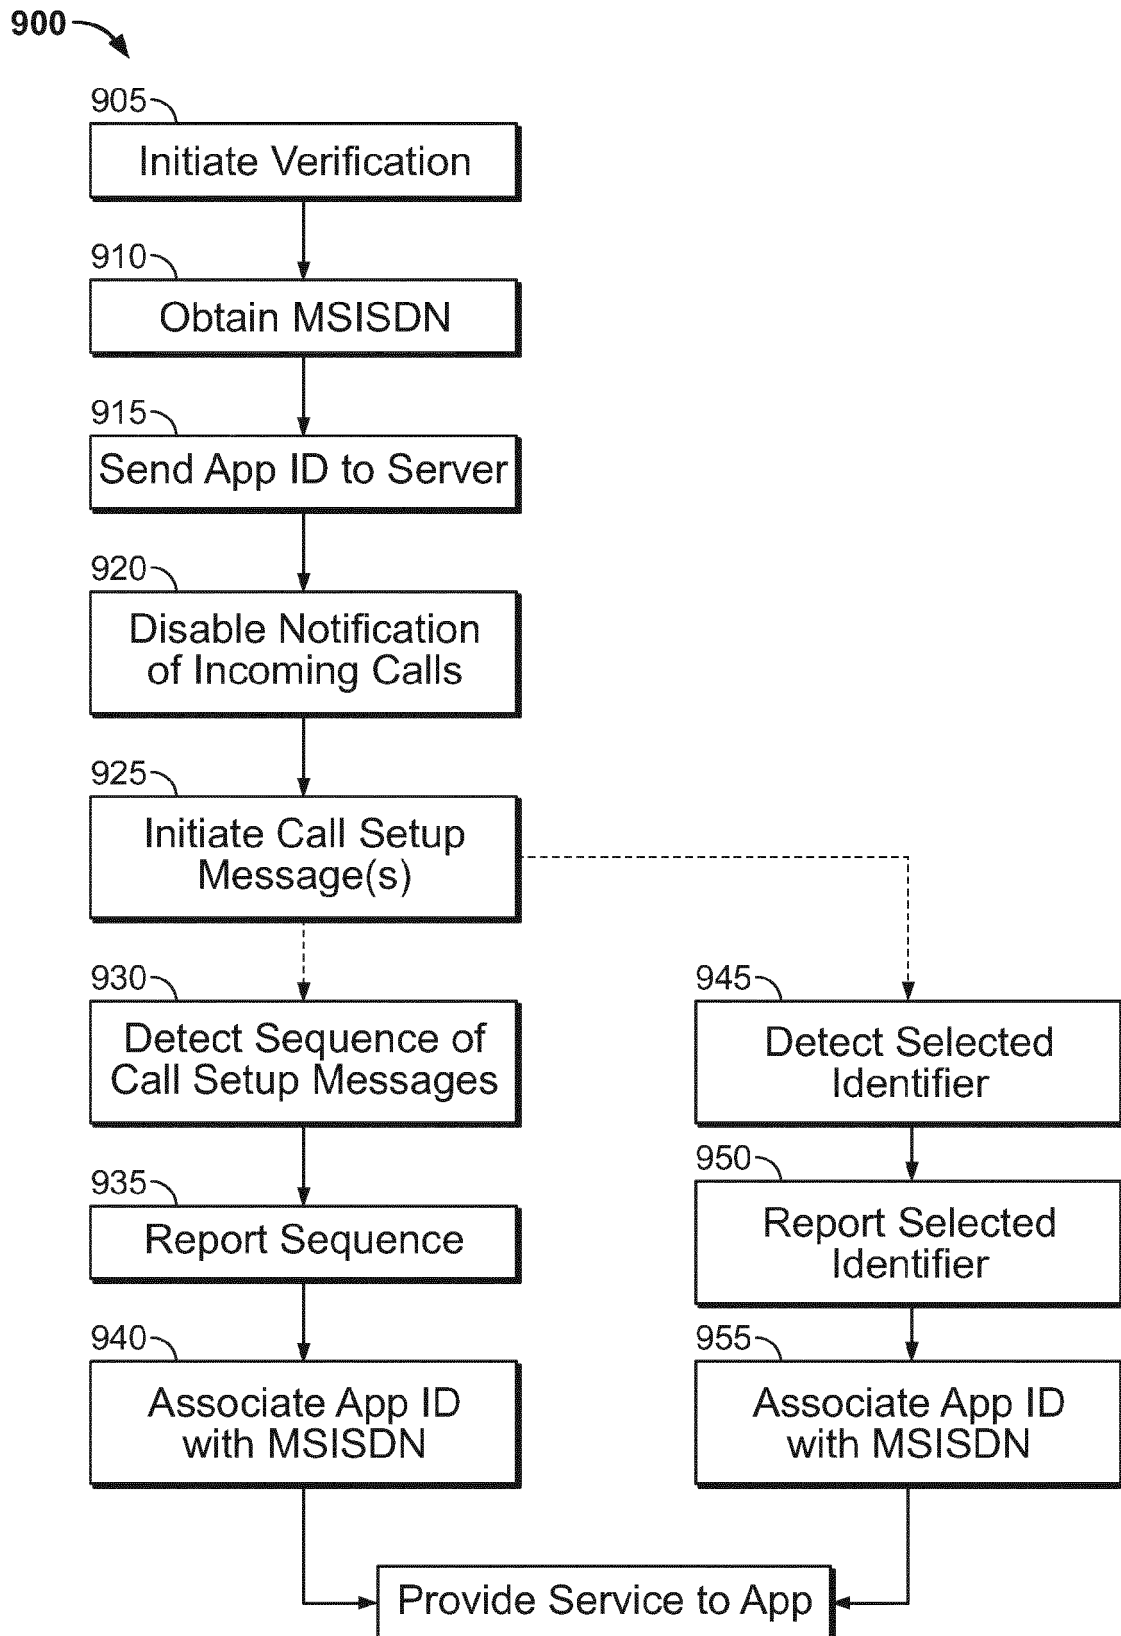 900
905
Initiate Verification
910
Obtain MSISDN
915
Send App ID to Server
920
Disable Notification
of Incoming Calls
925
Initiate Call Setup
Message(s)
930
Detect Sequence of
Call Setup Messages
935
Report Sequence
940
Associate App ID
with MSISDN
945
Detect Selected
Identifier
950
Report Selected
Identifier
955
Associate App ID
with MSISDN
Provide Service to App